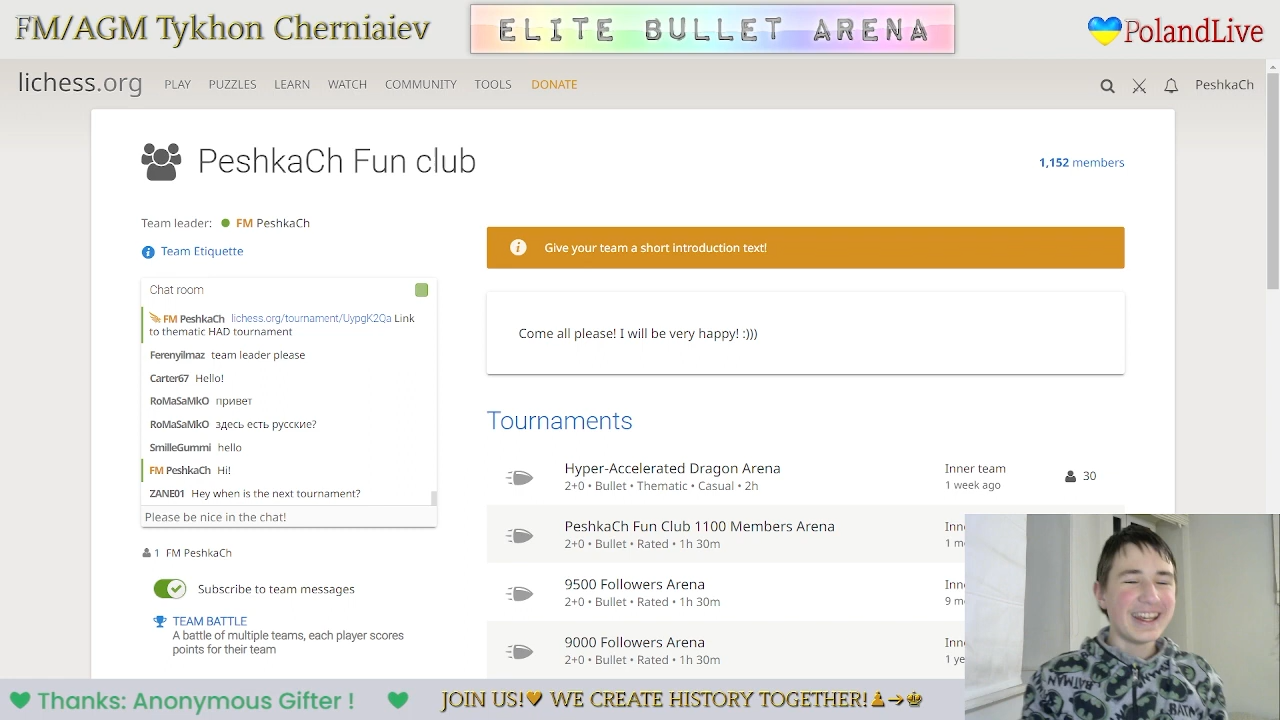 FM/AGM Tykhon Cherniaiev
ELITE BULLET ARENA
PolandLive
lichess.org PLAY PUZZLES LEARN WATCH COMMUNITY TOOLS DONATE PeshkaCh
PeshkaCh Fun club
1,152 members
Team leader: FM PeshkaCh
Team Etiquette
Give your team a short introduction text!
Chat room
FM PeshkaCh lichess.org/tournament/UypgK2Qa Link
to thematic HAD tournament
Ferenyilmaz team leader please
Carter67 Hello!
RoMaSaMkO привет
RoMaSaMkO здесь есть русские?
SmilleGummi hello
FM PeshkaCh Hi!
ZANE01 Hey when is the next tournament?
Please be nice in the chat!
1 FM PeshkaCh
Subscribe to team messages
TEAM BATTLE
A battle of multiple teams, each player scores
points for their team
Come all please! I will be very happy! :)))
Tournaments
Hyper-Accelerated Dragon Arena
2+0 • Bullet • Thematic • Casual • 2h
Inner team
1 week ago
30
PeshkaCh Fun Club 1100 Members Arena
2+0 • Bullet • Rated • 1h 30m
Inne
1 m
9500 Followers Arena
2+0 • Bullet • Rated • 1h 30m
Inn
9 m
9000 Followers Arena
2+0 • Bullet • Rated • 1h 30m
Inn
1 ye
BATMAN
Thanks: Anonymous Gifter !
JOIN US!🧡 WE CREATE HISTORY TOGETHER!♟→♚